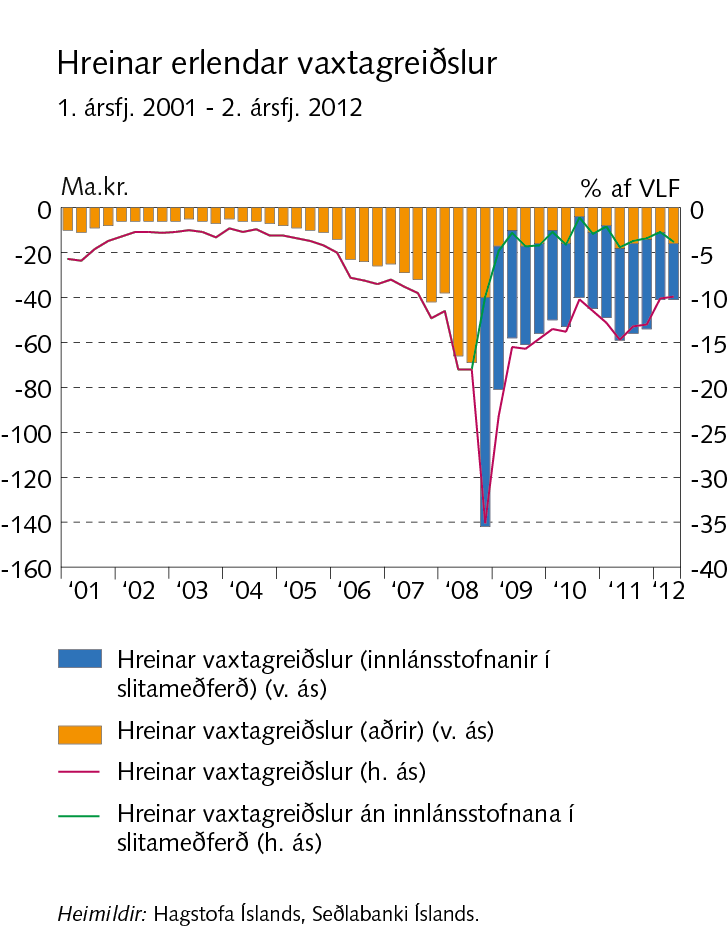 Hreinar erlendar vaxtagreiðslur
1. ársfj. 2001 - 2. ársfj. 2012
Ma.kr.
% af VLF
0
-20
-40
-60
-80
-100
-120
-140
-160
0
-5
-10
-15
-20
-25
-30
-35
-40
‘01 ‘02 ‘03 ‘04 ‘05 ‘06 ‘07 ‘08 ‘09 ‘10 ‘11 ‘12
Hreinar vaxtagreiðslur (innlánsstofnanir í
slitameðferð) (v. ás)
Hreinar vaxtagreiðslur (aðrir) (v. ás)
Hreinar vaxtagreiðslur (h. ás)
Hreinar vaxtagreiðslur án innlánsstofnana í
slitameðferð (h. ás)
Heimildir: Hagstofa Íslands, Seðlabanki Íslands.